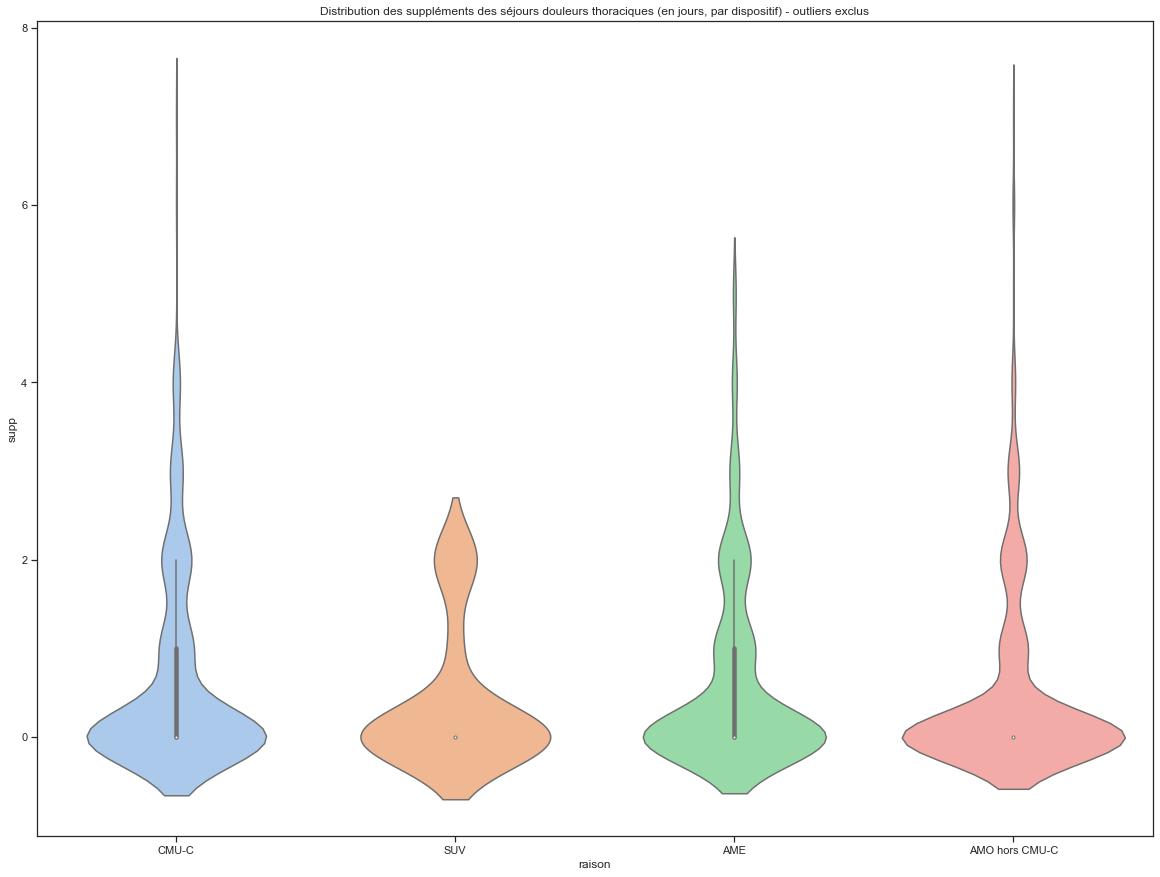 Distribution des suppléments des séjours douleurs thoraciques (en jours, par dispositif) - outliers exclus
8
6
4
2
0
supp
CMU-C
SUV
AME
AMO hors CMU-C
raison